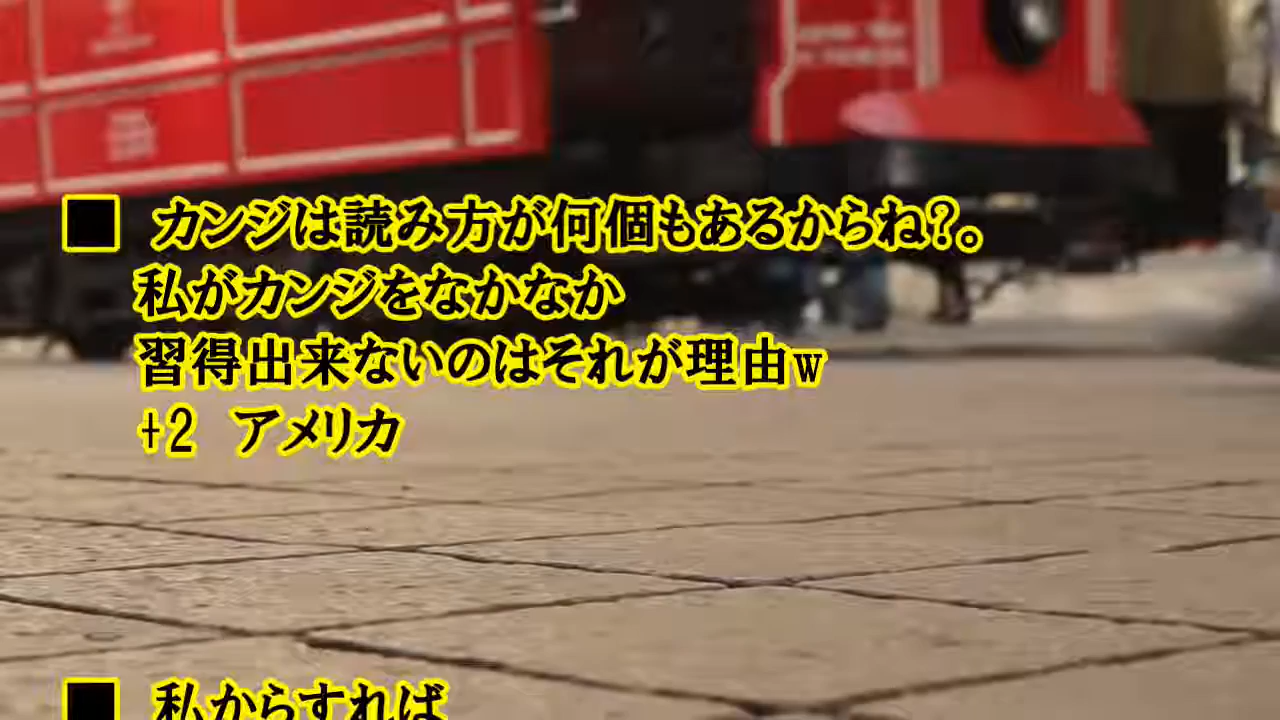 ■ カンジは読み方が何個もあるからね?。
私がカンジをなかなか
習得出来ないのはそれが理由w
+2 アメリカ
■ 私からすれば